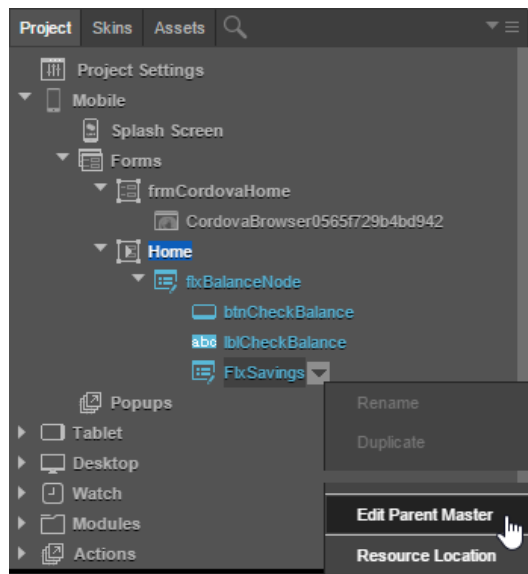 Project Skins Assets
Project Settings
Mobile
Splash Screen
Forms
frmCordovaHome
CordovaBrowser0565f729b4bd942
Home
flxBalanceNode
btnCheckBalance
abc lblCheckBalance
FlxSavings
Popups
Rename
Tablet
Duplicate
Desktop
Watch
Edit Parent Master
Modules
Actions
Resource Location